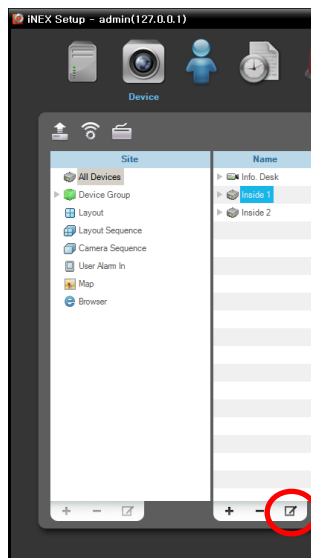 iNEX Setup - admin(127.0.0.1)
Device
Site
All Devices
Device Group
Layout
Layout Sequence
Camera Sequence
User Alarm In
Map
Browser
Name
Info. Desk
Inside 1
Inside 2